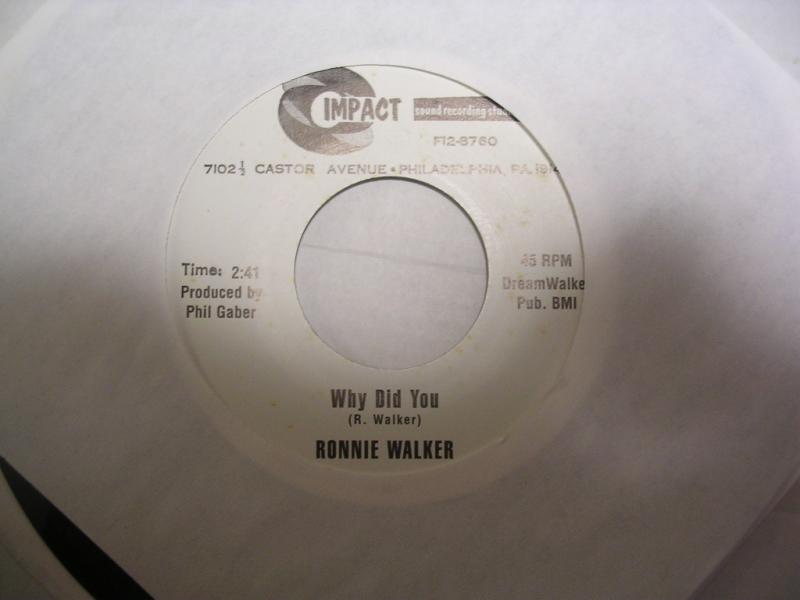 IMPACT sound recording
F12-8760
7102½ CASTOR AVENUE • PHILADELPHIA, PA.
Time: 2:41
Produced by
Phil Gaber
45 RPM
DreamWalke
Pub. BMI
Why Did You
(R. Walker)
RONNIE WALKER